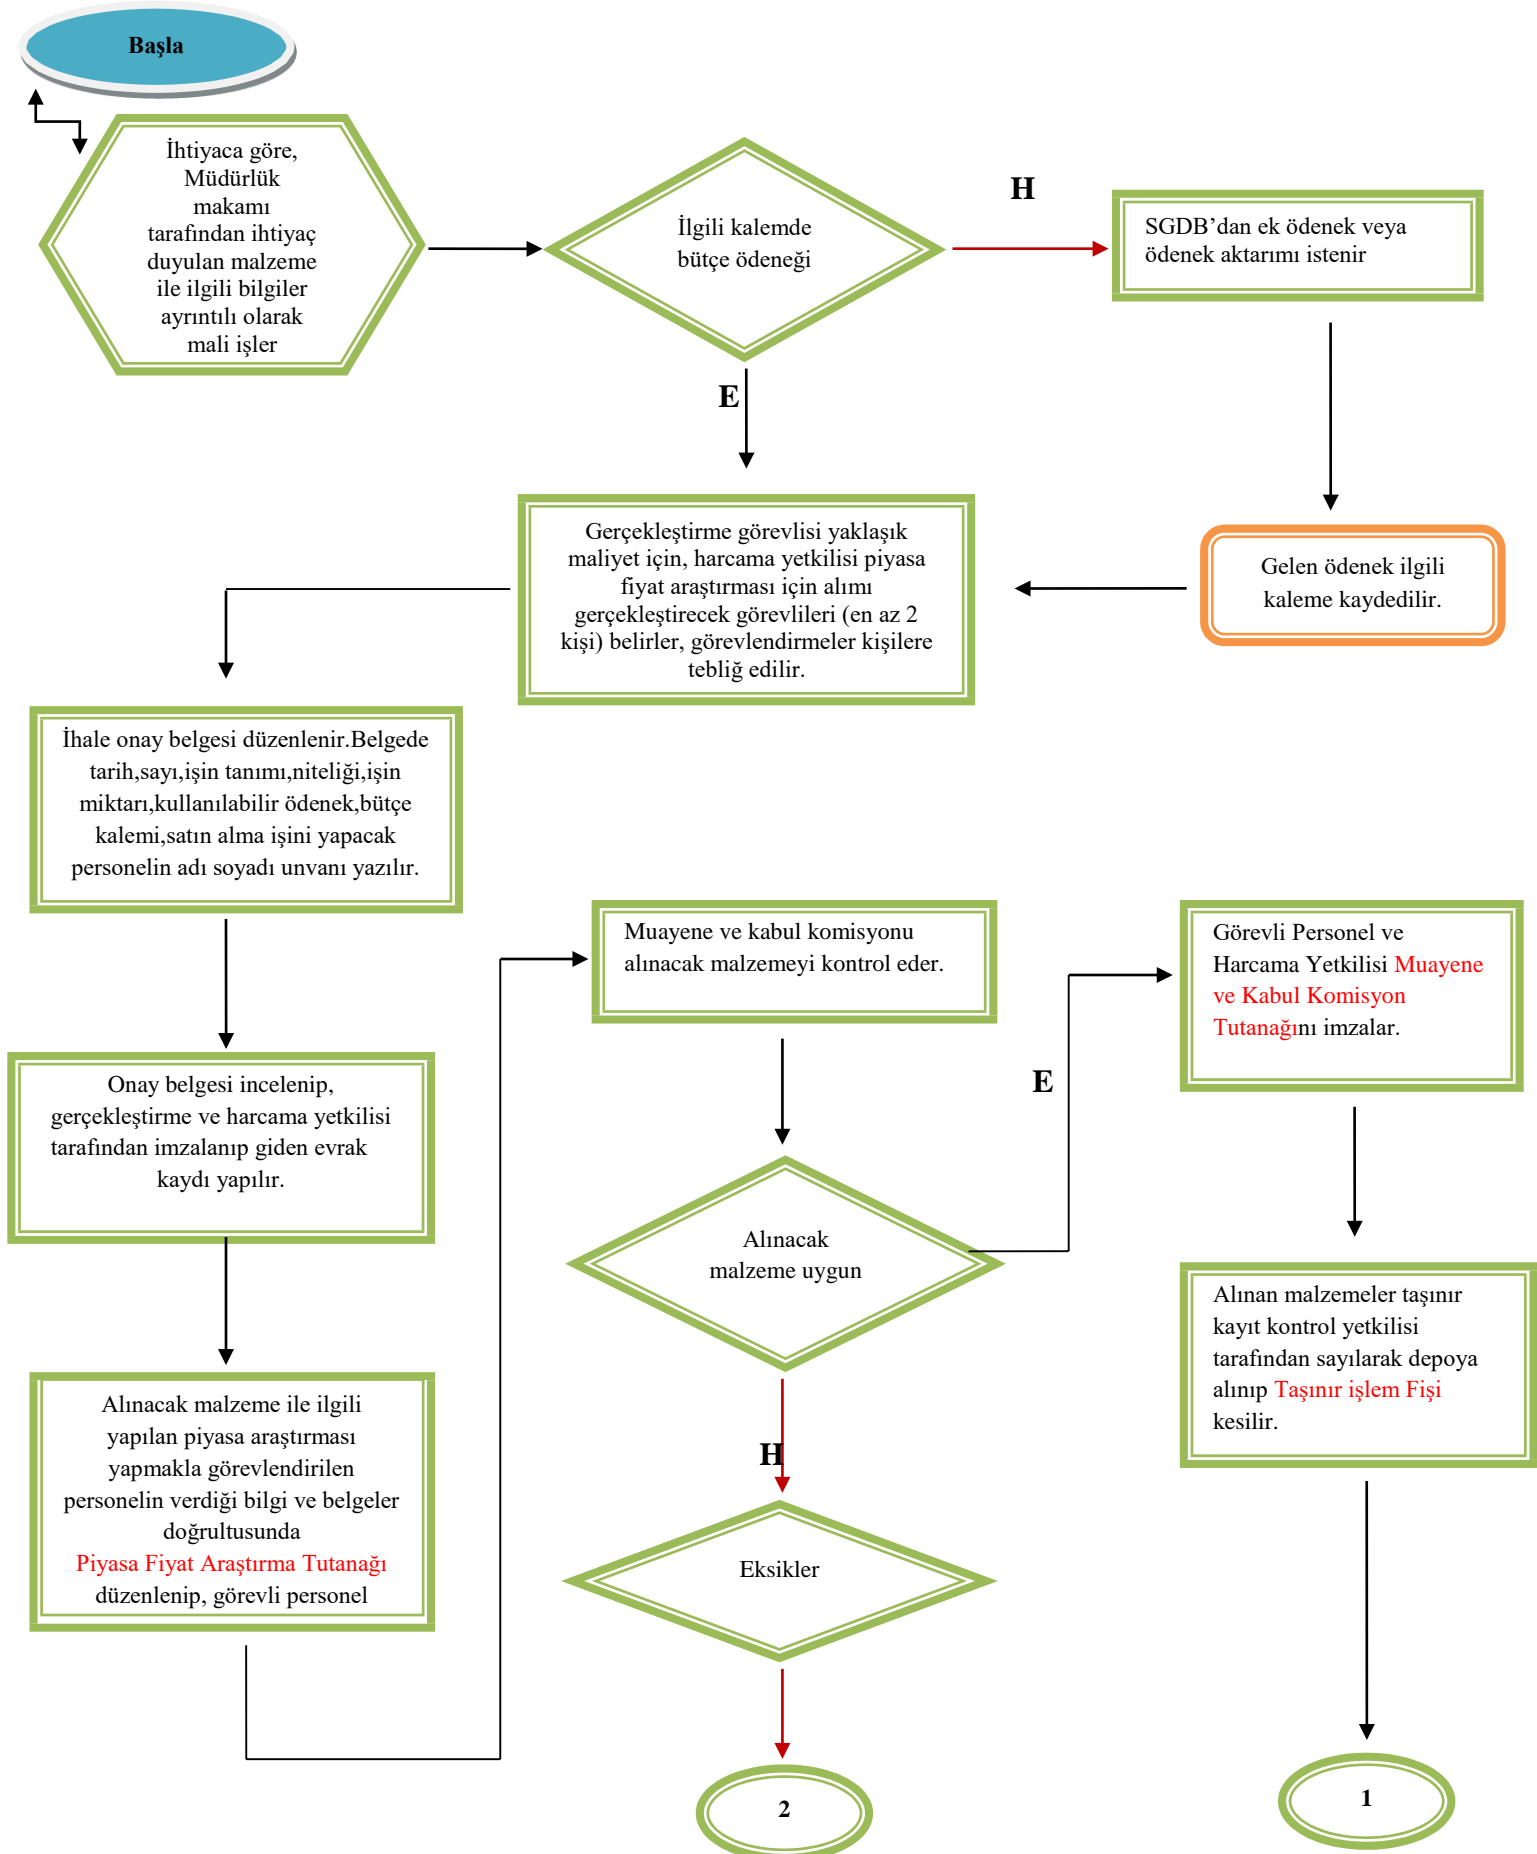 Başla
İhtiyaca göre,
Müdürlük
makamı
tarafından ihtiyaç
duyulan malzeme
ile ilgili bilgiler
ayrıntılı olarak
mali işler
İlgili kalemde
bütçe ödeneği
H
SGDB’dan ek ödenek veya
ödenek aktarımı istenir
E
Gerçekleştirme görevlisi yaklaşık
maliyet için, harcama yetkilisi piyasa
fiyat araştırması için alımı
gerçekleştirecek görevlileri (en az 2
kişi) belirler, görevlendirmeler kişilere
tebliğ edilir.
Gelen ödenek ilgili
kaleme kaydedilir.
İhale onay belgesi düzenlenir.Belgede
tarih,sayı,işin tanımı,niteliği,işin
miktarı,kullanılabilir ödenek,bütçe
kalemi,satın alma işini yapacak
personelin adı soyadı unvanı yazılır.
Onay belgesi incelenip,
gerçekleştirme ve harcama yetkilisi
tarafından imzalanıp giden evrak
kaydı yapılır.
Alınacak malzeme ile ilgili
yapılan piyasa araştırması
yapmakla görevlendirilen
personelin verdiği bilgi ve belgeler
doğrultusunda
Piyasa Fiyat Araştırma Tutanağı
düzenlenip, görevli personel
Muayene ve kabul komisyonu
alınacak malzemeyi kontrol eder.
Alınacak
malzeme uygun
E
H
Eksikler
2
Görevli Personel ve
Harcama Yetkilisi Muayene
ve Kabul Komisyon
Tutanağını imzalar.
Alınan malzemeler taşınır
kayıt kontrol yetkilisi
tarafından sayılarak depoya
alınıp Taşınır işlem Fişi
kesilir.
1